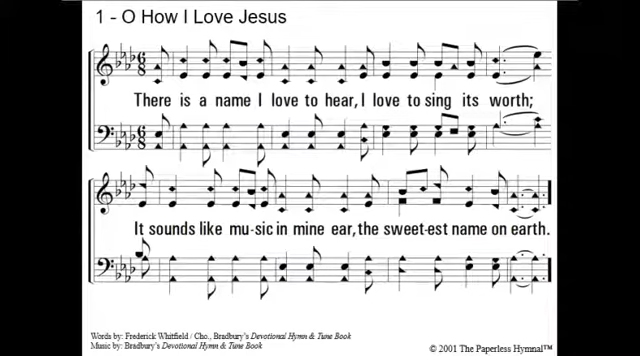 1 - O How I Love Jesus
There is a name I love to hear, I love to sing its worth;
It sounds like mu-sic in mine ear, the sweet-est name on earth.
Words by: Frederick Whitfield / Cho., Bradbury's Devotional Hymn & Tune Book
Music by: Bradbury's Devotional Hymn & Tune Book
© 2001 The Paperless Hymnal™